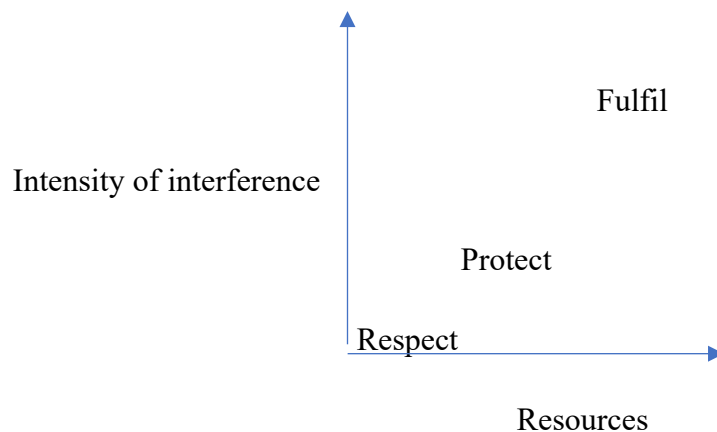 Fulfil
Intensity of interference
Protect
Respect
Resources